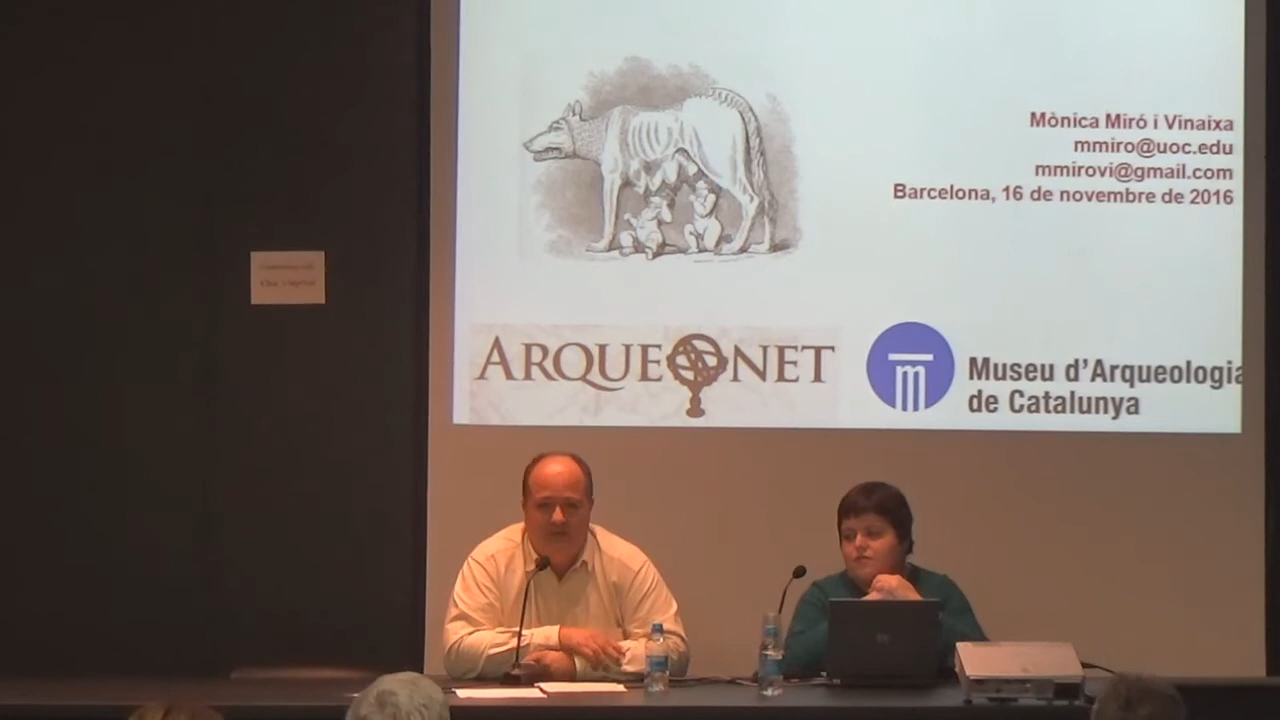 Mònica Miró i Vinaixa
mmiro@uoc.edu
mmirovi@gmail.com
Barcelona, 16 de novembre de 2016
ARQUEONET
Museu d'Arqueologia
de Catalunya